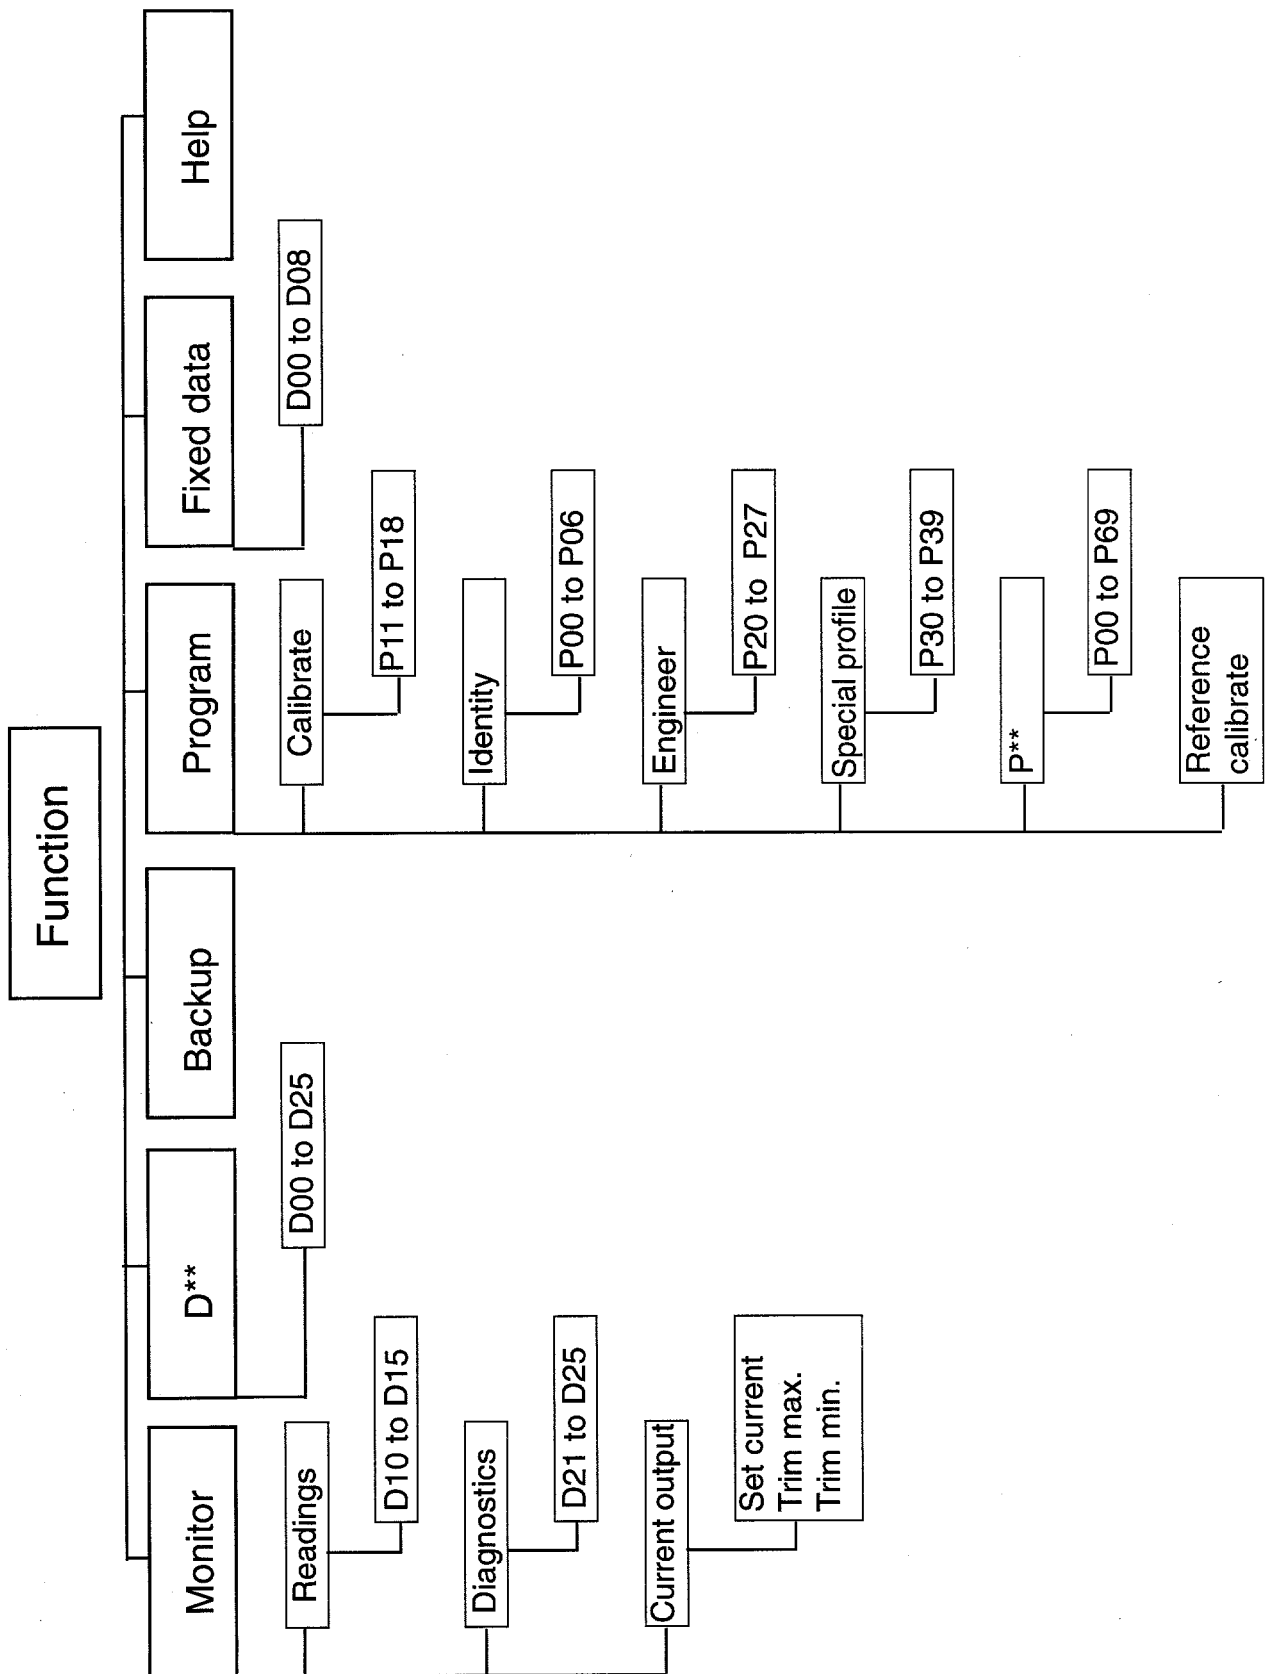 Function
Monitor
D**
Backup
Program
Fixed data
Help
Readings
D10 to D15
Diagnostics
D21 to D25
Current output
Set current
Trim max.
Trim min.
D00 to D25
Calibrate
P11 to P18
Identity
P00 to P06
Engineer
P20 to P27
Special profile
P30 to P39
P**
P00 to P69
Reference
calibrate
D00 to D08